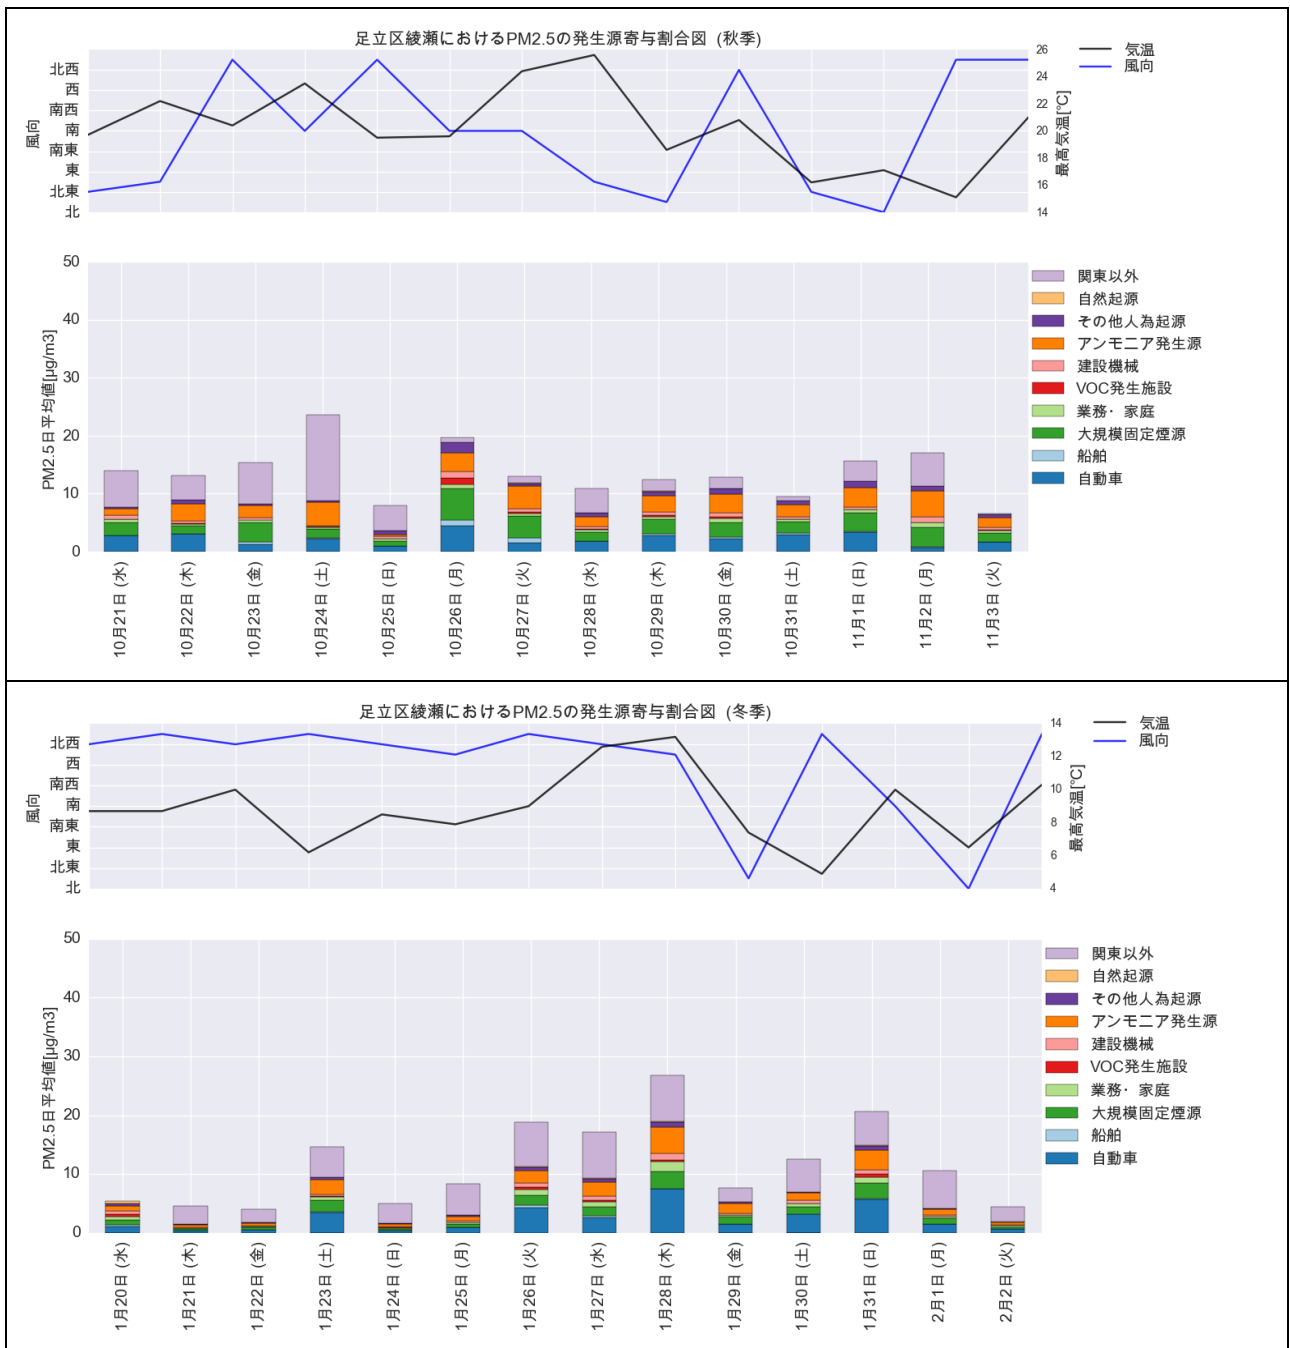 足立区綾瀬におけるPM2.5の発生源寄与割合図 (秋季)
風向
北西
西
南西
南
南東
東
北東
北
26
24
22
20
18
16
14
最高気温[°C]
気温
風向
PM2.5日平均値[μg/m3]
50
40
30
20
10
0
10月21日 (水)
10月22日 (木)
10月23日 (金)
10月24日 (土)
10月25日 (日)
10月26日 (月)
10月27日 (火)
10月28日 (水)
10月29日 (木)
10月30日 (金)
10月31日 (土)
11月1日 (日)
11月2日 (月)
11月3日 (火)
関東以外
自然起源
その他人為起源
アンモニア発生源
建設機械
VOC発生施設
業務・家庭
大規模固定煙源
船舶
自動車
足立区綾瀬におけるPM2.5の発生源寄与割合図 (冬季)
風向
北西
西
南西
南
南東
東
北東
北
14
12
10
8
6
4
最高気温[°C]
気温
風向
PM2.5日平均値[μg/m3]
50
40
30
20
10
0
1月20日 (水)
1月21日 (木)
1月22日 (金)
1月23日 (土)
1月24日 (日)
1月25日 (月)
1月26日 (火)
1月27日 (水)
1月28日 (木)
1月29日 (金)
1月30日 (土)
1月31日 (日)
2月1日 (月)
2月2日 (火)
関東以外
自然起源
その他人為起源
アンモニア発生源
建設機械
VOC発生施設
業務・家庭
大規模固定煙源
船舶
自動車